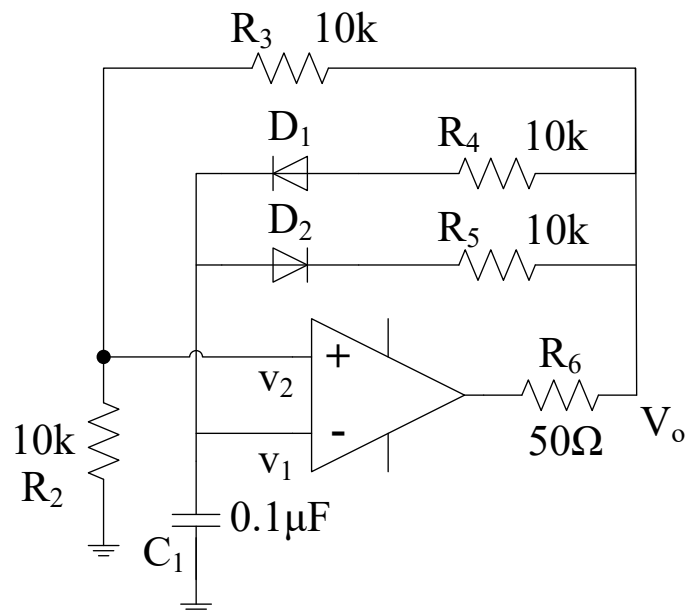 R3 10k
D1 R4 10k
D2 R5 10k
+ R6
v2
10k - Vo
R2 v1 50Ω
0.1μF
C1